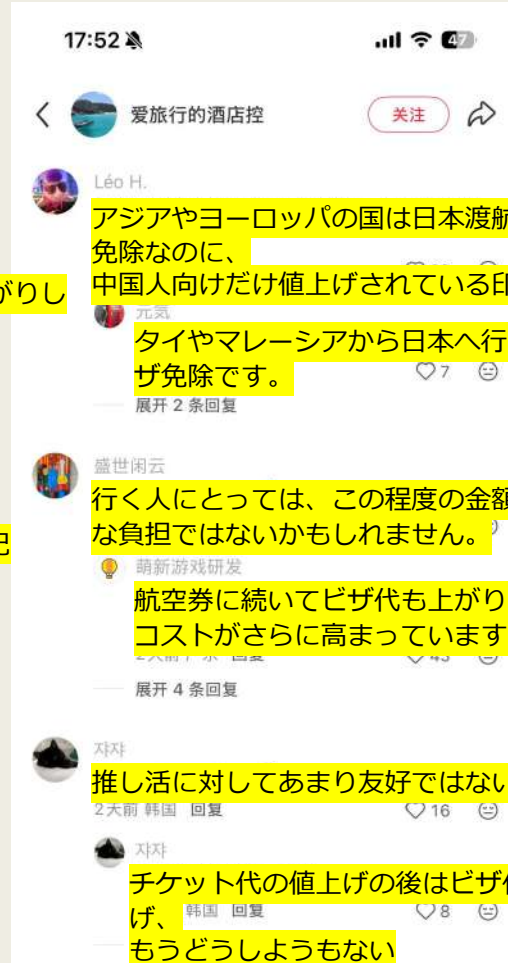 17:52
47
爱旅行的酒店控
关注
Léo H.
アジアやヨーロッパの国は日本渡航
免除なのに、
がりし
中国人向けだけ値上げされている印
元気
タイやマレーシアから日本へ行
ザ免除です。
7
展开 2 条回复
盛世闲云
行く人にとっては、この程度の金額
な負担ではないかもしれません。
萌新游戏研发
航空券に続いてビザ代も上がり
コストがさらに高まっています
回复
43
展开 4 条回复
쟈쟈
推し活に対してあまり友好ではない
2天前 韩国 回复
16
쟈쟈
チケット代の値上げの後はビザ代
げ、
韩国 回复
8
もうどうしようもない